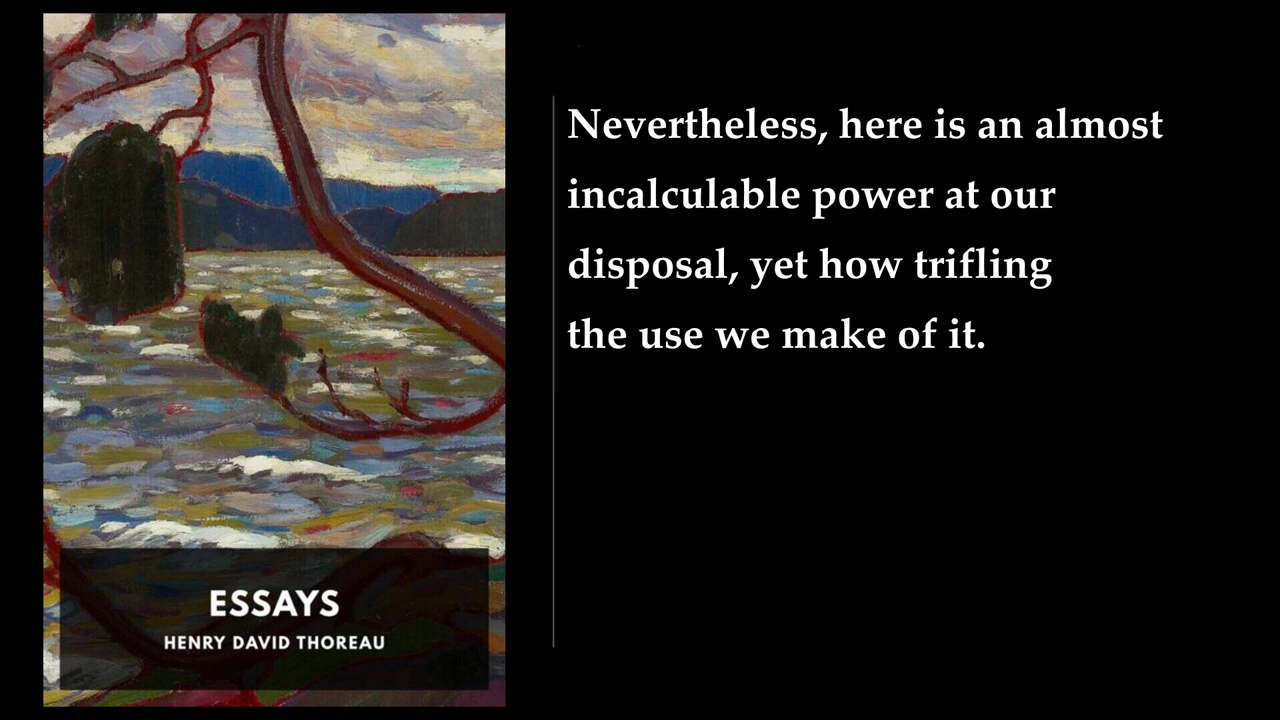 ESSAYS
HENRY DAVID THOREAU
Nevertheless, here is an almost
incalculable power at our
disposal, yet how trifling
the use we make of it.